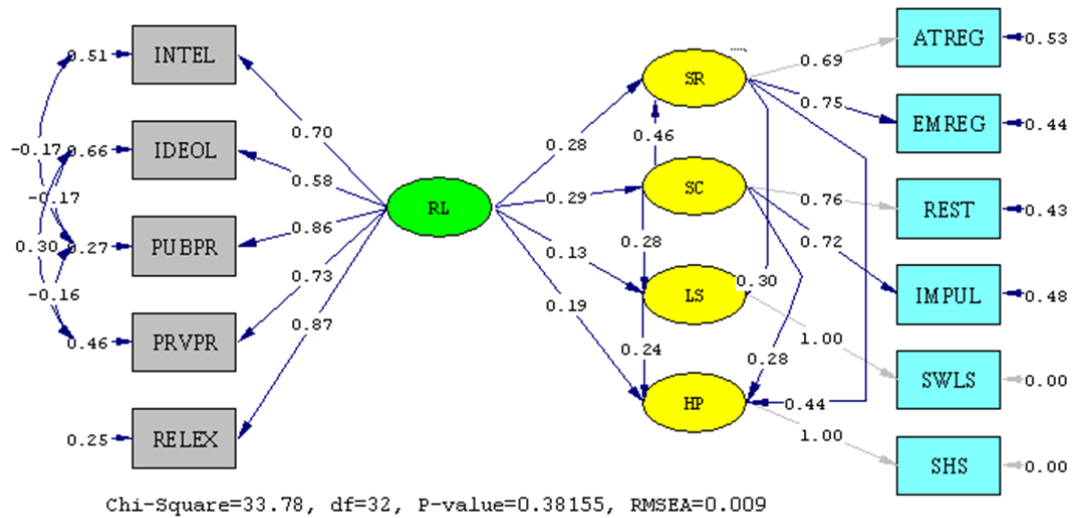 0.51
INTEL
0.70
-0.17
0.66
IDEOL
0.58
-0.17
0.30
0.27
PUBPR
0.86
-0.16
0.46
PRVPR
0.73
0.25
RELEX
0.87
RL
0.28
0.29
0.13
0.19
SR
0.46
SC
0.28
LS
0.24
HP
0.69
0.75
0.76
0.72
0.30
1.00
0.28
0.44
1.00
ATREG
0.53
EMREG
0.44
REST
0.43
IMPUL
0.48
SWLS
0.00
SHS
0.00
Chi-Square=33.78, df=32, P-value=0.38155, RMSEA=0.009